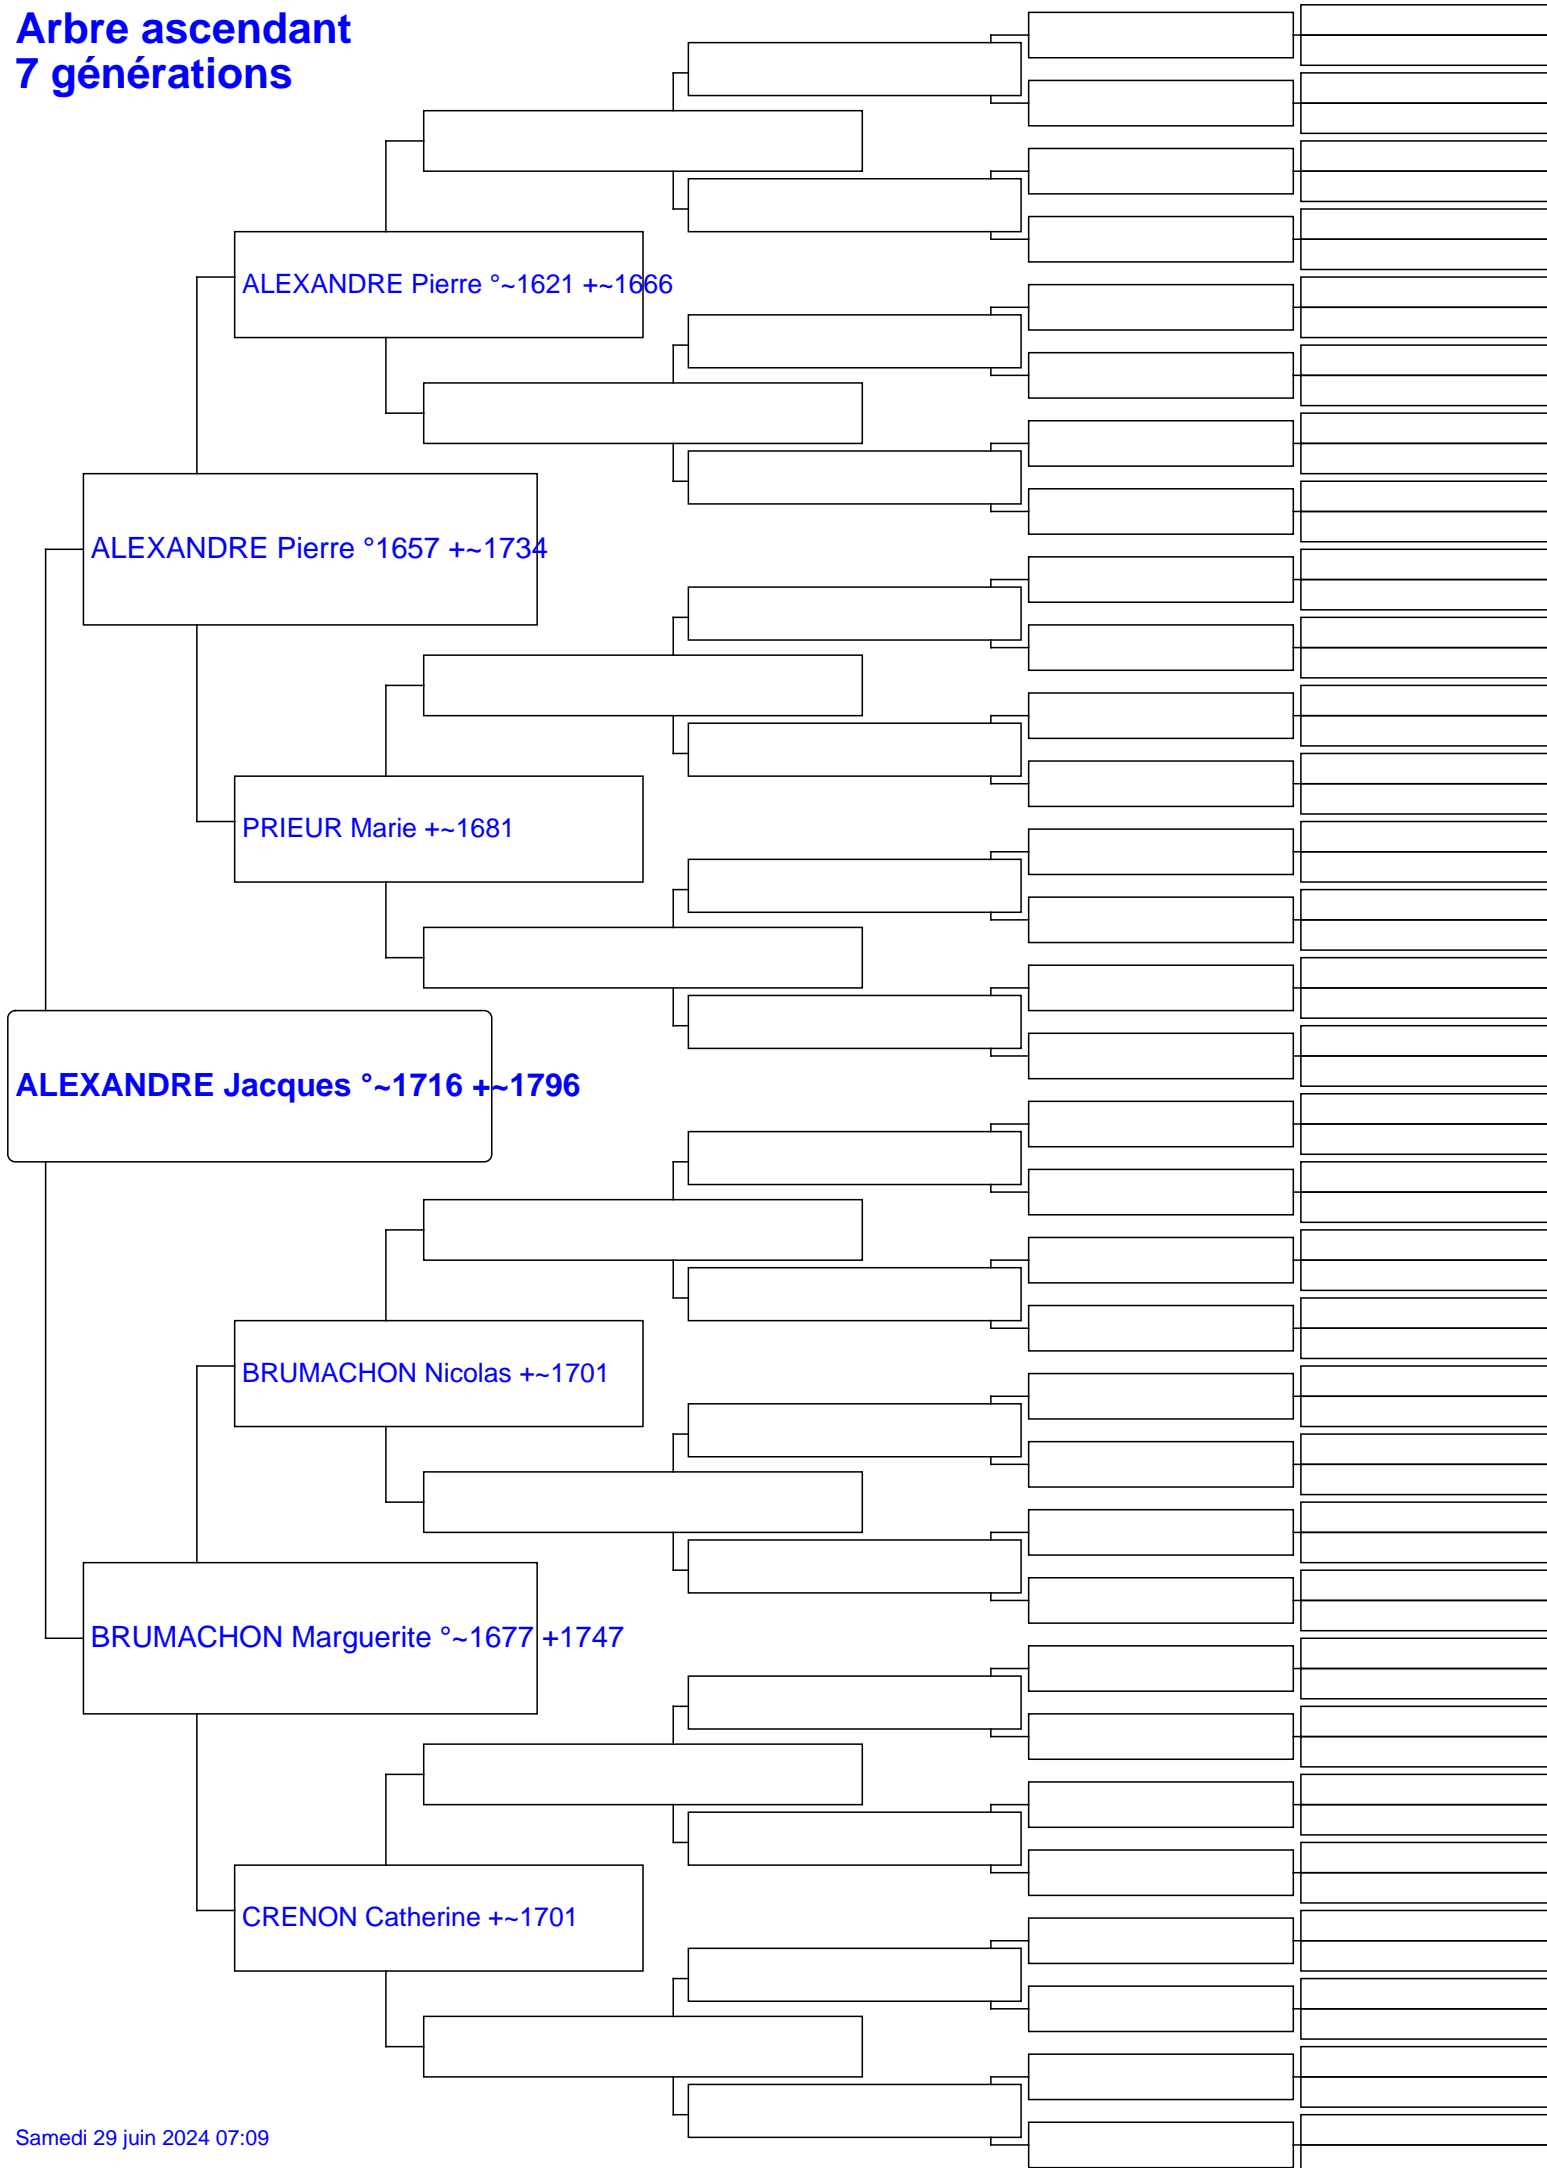 Arbre ascendant
7 générations
ALEXANDRE Pierre °~1621 +~1666
ALEXANDRE Pierre °1657 +~1734
PRIEUR Marie +~1681
ALEXANDRE Jacques °~1716 +~1796
BRUMACHON Nicolas +~1701
BRUMACHON Marguerite °~1677 +1747
CRENON Catherine +~1701
Samedi 29 juin 2024 07:09